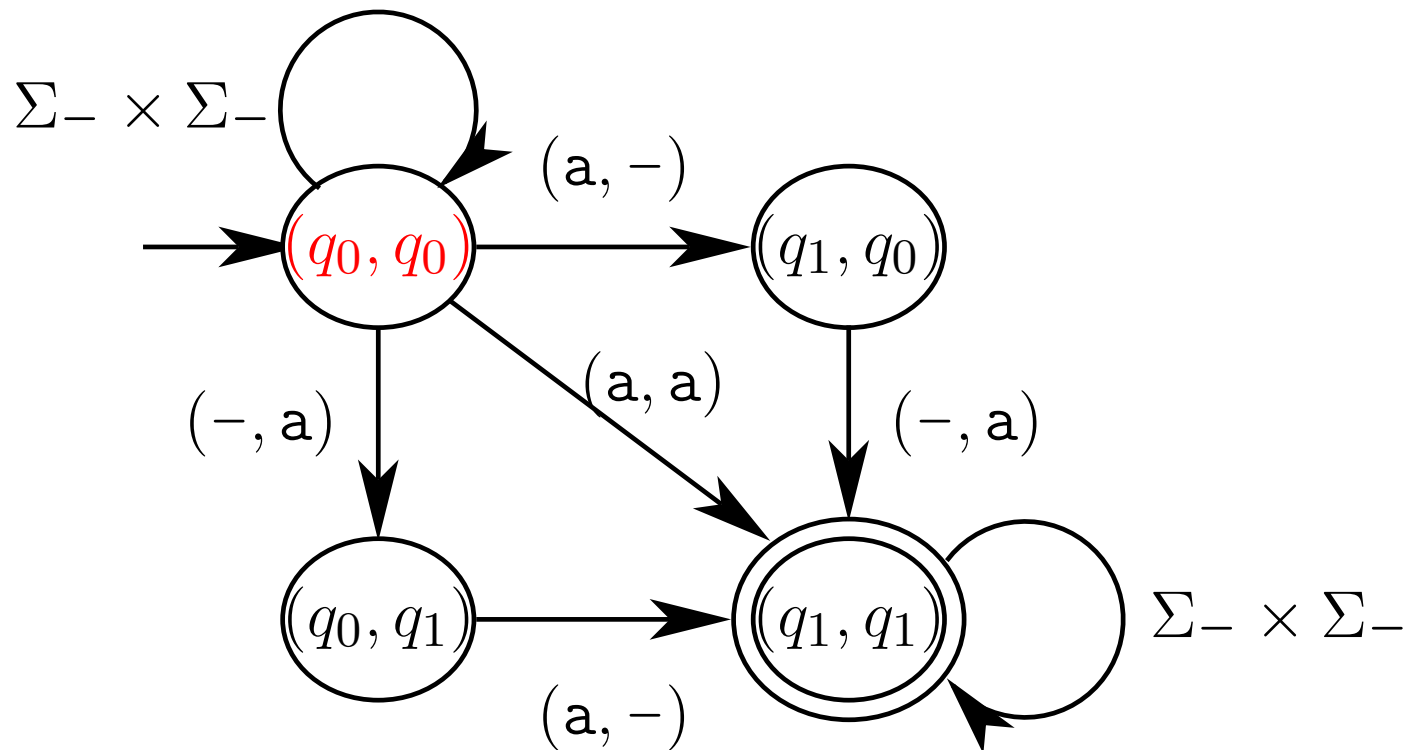 Σ₋ × Σ₋
(a, −)
(q₀, q₀)
(q₁, q₀)
(−, a)
(a, a)
(−, a)
(q₀, q₁)
(q₁, q₁)
Σ₋ × Σ₋
(a, −)